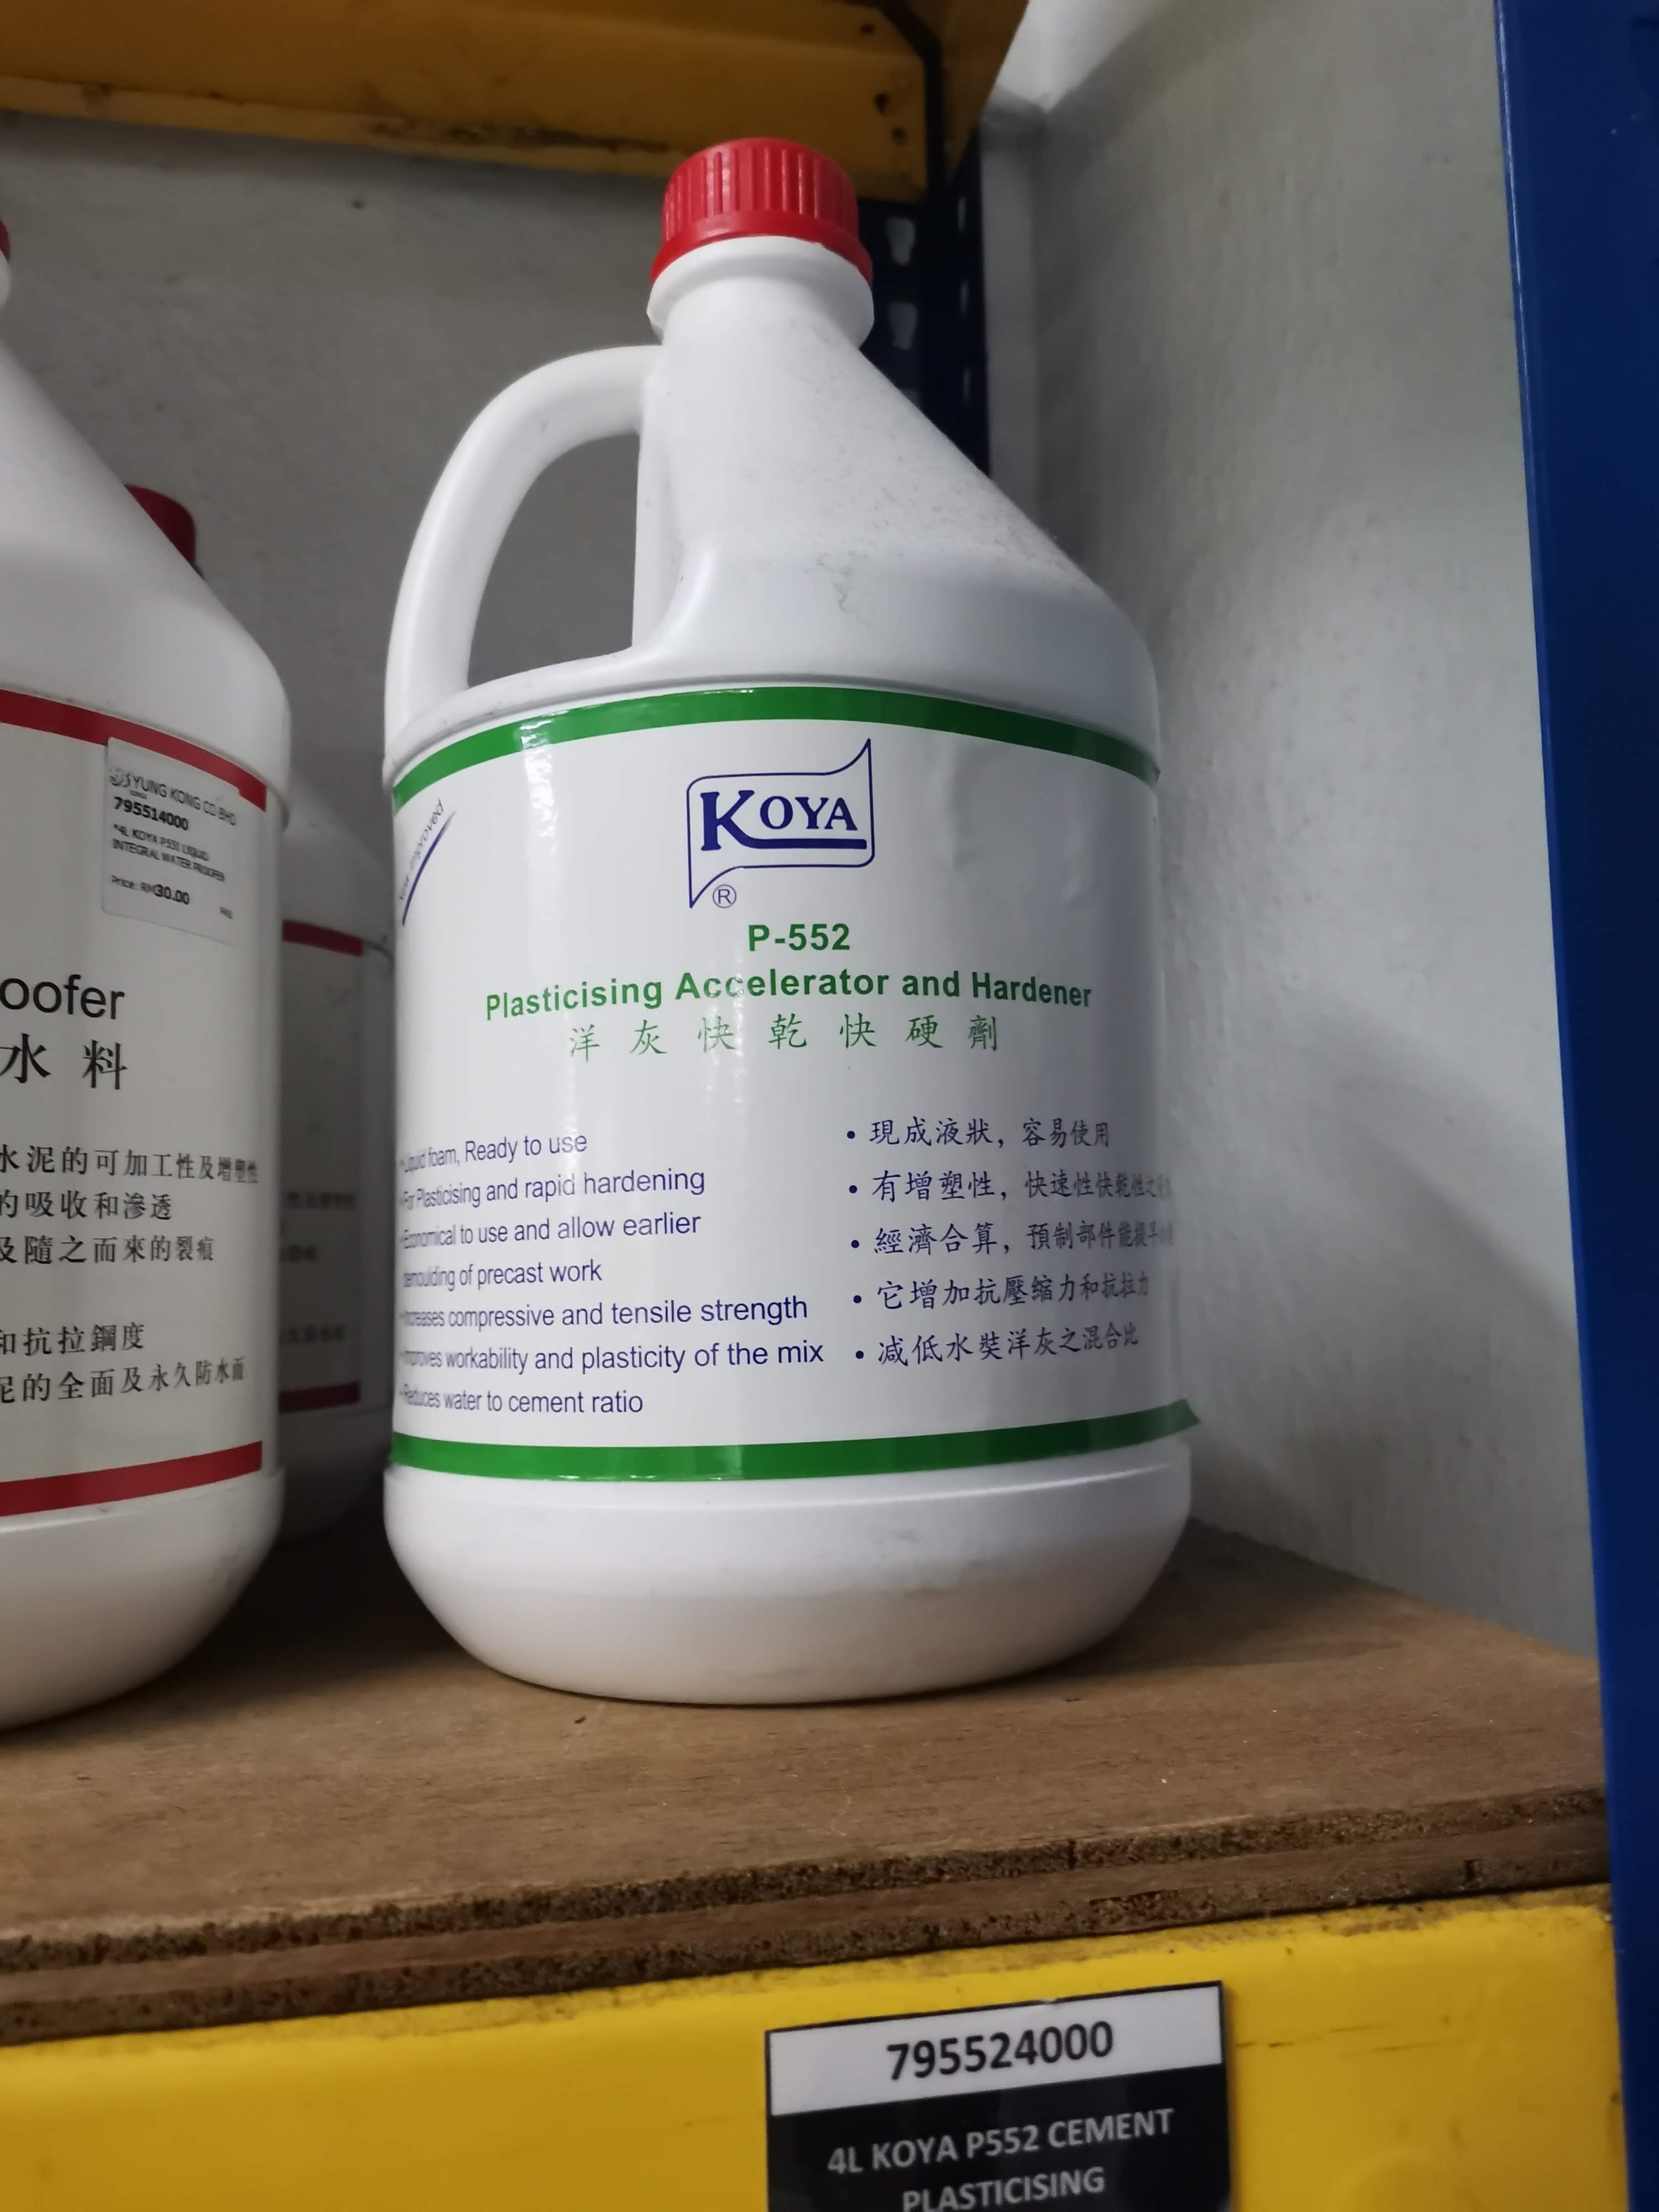 YUNG KONG CO BHD
795514000
*4L KOYA P551 LIQUID
INTEGRAL WATER PROOFER
Price: RM30.00
oofer
水料
水泥的可加工性及增塑性
的吸收和滲透
及隨之而來的裂痕
和抗拉鋼度
泥的全面及永久防水面
Improved
KOYA
®
P-552
Plasticising Accelerator and Hardener
洋灰快乾快硬劑
Liquid foam, Ready to use
For Plasticising and rapid hardening
Economical to use and allow earlier
demoulding of precast work
Increases compressive and tensile strength
Improves workability and plasticity of the mix
Reduces water to cement ratio
• 現成液狀，容易使用
• 有增塑性，快速性快乾性之
• 經濟合算，預制部件能提早
• 它增加抗壓縮力和抗拉力
• 减低水裝洋灰之混合比
795524000
4L KOYA P552 CEMENT
PLASTICISING